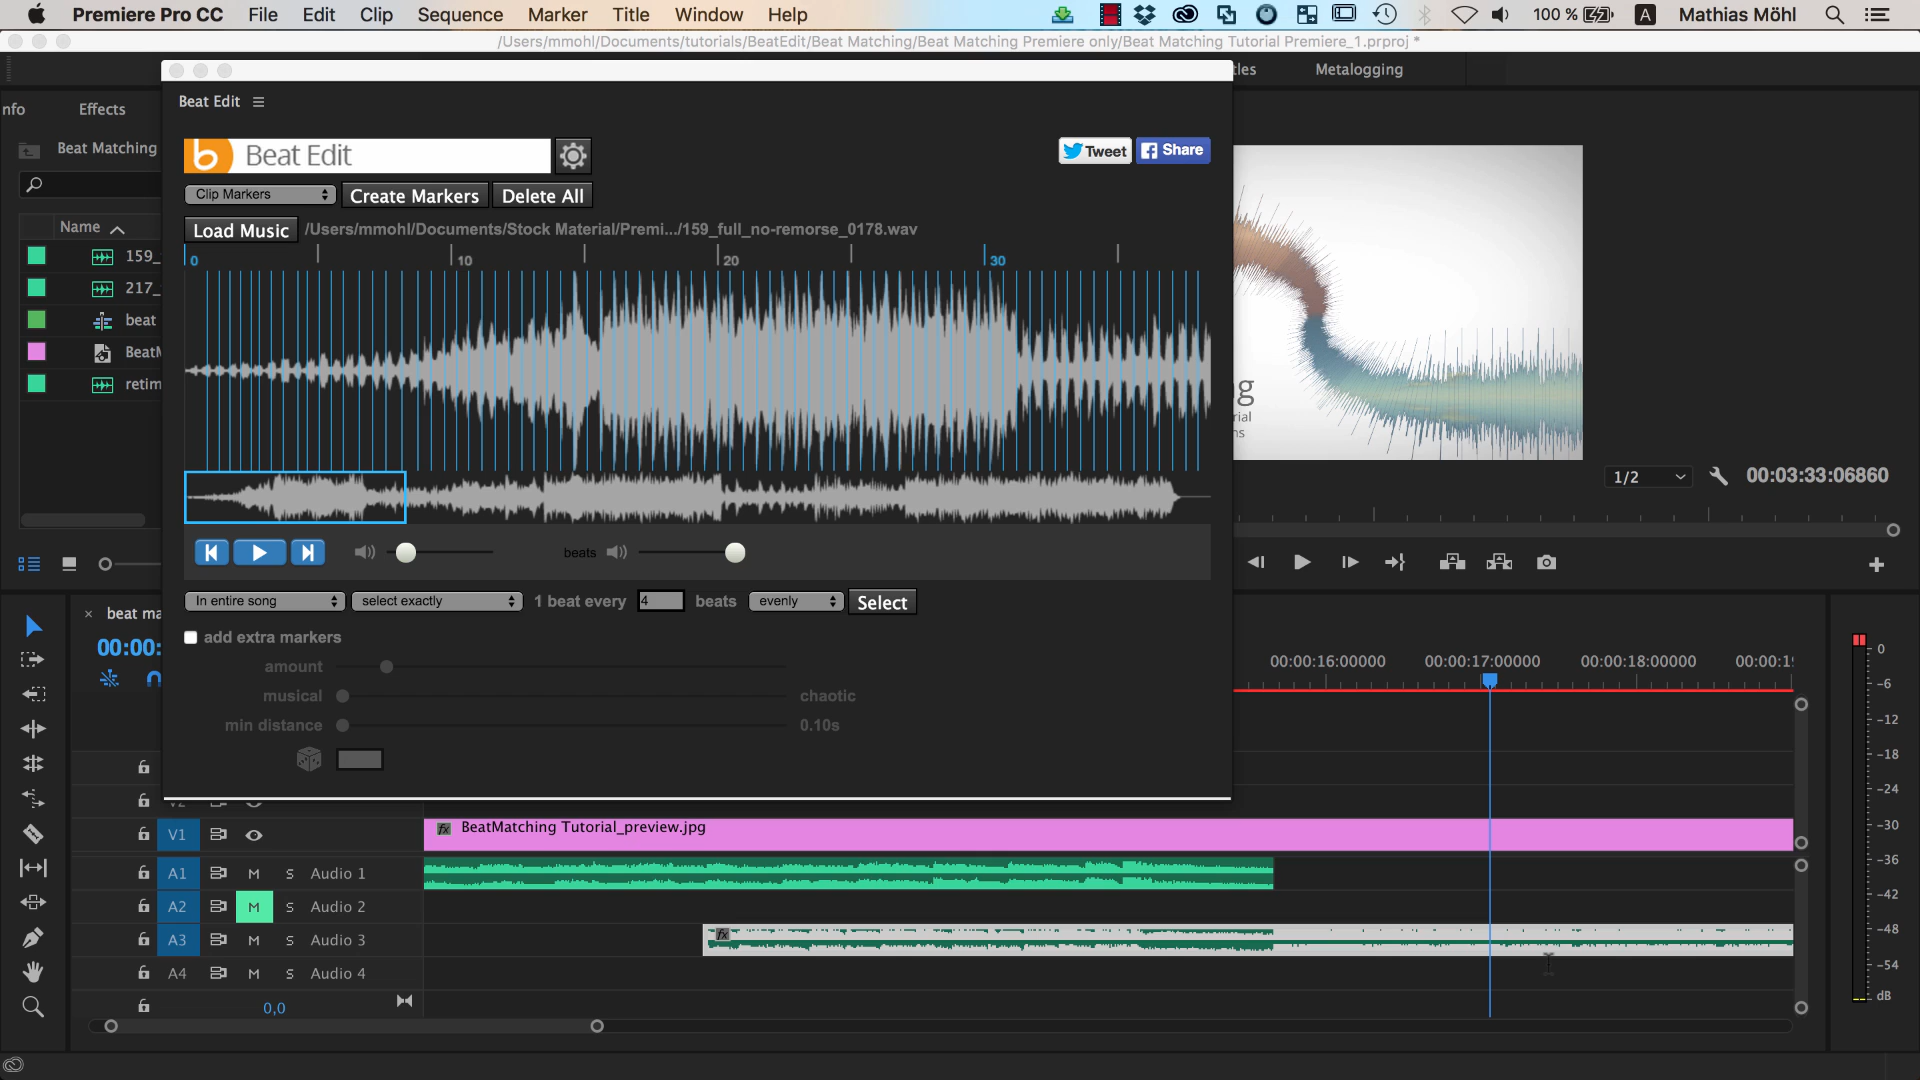 Premiere Pro CC File Edit Clip Sequence Marker Title Window Help 100 % A Mathias Möhl
/Users/mmohl/Documents/tutorials/BeatEdit/Beat Matching/Beat Matching Premiere only/Beat Matching Tutorial Premiere_1.prproj *
tles Metalogging
Beat Edit
nfo Effects
Beat Matching
b Beat Edit
Tweet Share
Clip Markers Create Markers Delete All
Load Music /Users/mmohl/Documents/Stock Material/Premi.../159_full_no-remorse_0178.wav
Name
159_
217_
beat
BeatM
retim
0 10 20 30
g
rial
ns
1/2 00:03:33:06860
beats
In entire song select exactly 1 beat every 4 beats evenly Select
add extra markers
amount
musical chaotic
min distance 0.10s
beat ma
00:00:
00:00:16:00000 00:00:17:00000 00:00:18:00000 00:00:1
V2
V1 fx BeatMatching Tutorial_preview.jpg
A1 M S Audio 1
A2 M S Audio 2
A3 M S Audio 3 fx
A4 M S Audio 4
0,0
0
-6
-12
-18
-24
-30
-36
-42
-48
-54
dB